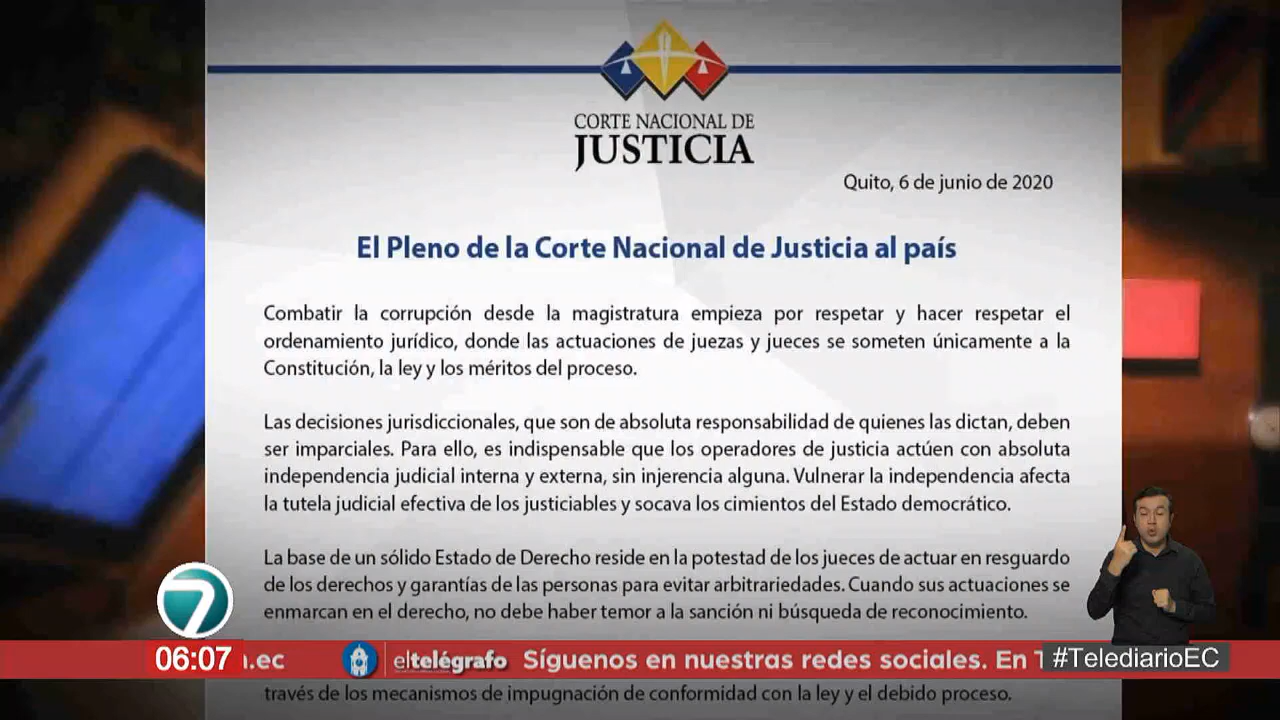 CORTE NACIONAL DE
JUSTICIA
Quito, 6 de junio de 2020
El Pleno de la Corte Nacional de Justicia al país
Combatir la corrupción desde la magistratura empieza por respetar y hacer respetar el
ordenamiento jurídico, donde las actuaciones de juezas y jueces se someten únicamente a la
Constitución, la ley y los méritos del proceso.
Las decisiones jurisdiccionales, que son de absoluta responsabilidad de quienes las dictan, deben
ser imparciales. Para ello, es indispensable que los operadores de justicia actúen con absoluta
independencia judicial interna y externa, sin injerencia alguna. Vulnerar la independencia afecta
la tutela judicial efectiva de los justiciables y socava los cimientos del Estado democrático.
La base de un sólido Estado de Derecho reside en la potestad de los jueces de actuar en resguardo
de los derechos y garantías de las personas para evitar arbitrariedades. Cuando sus actuaciones se
enmarcan en el derecho, no debe haber temor a la sanción ni búsqueda de reconocimiento.
7
06:07 .ec eltelégrafo Síguenos en nuestras redes sociales. En T #TelediarioEC
través de los mecanismos de impugnación de conformidad con la ley y el debido proceso.